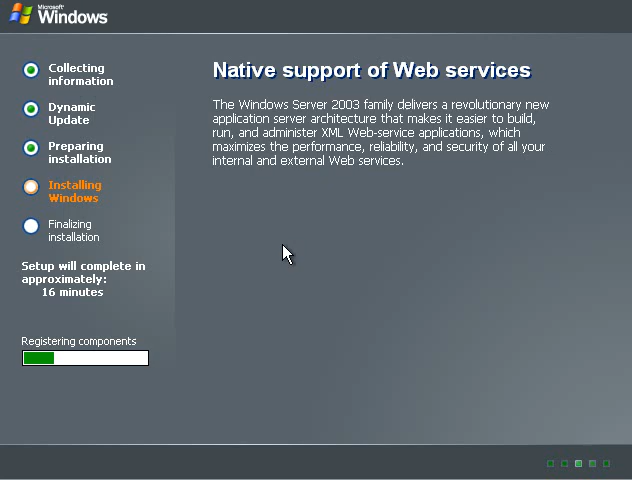 Microsoft
Windows
Collecting
information
Dynamic
Update
Preparing
installation
Installing
Windows
Finalizing
installation
Setup will complete in
approximately:
16 minutes
Registering components
Native support of Web services
The Windows Server 2003 family delivers a revolutionary new
application server architecture that makes it easier to build,
run, and administer XML Web-service applications, which
maximizes the performance, reliability, and security of all your
internal and external Web services.